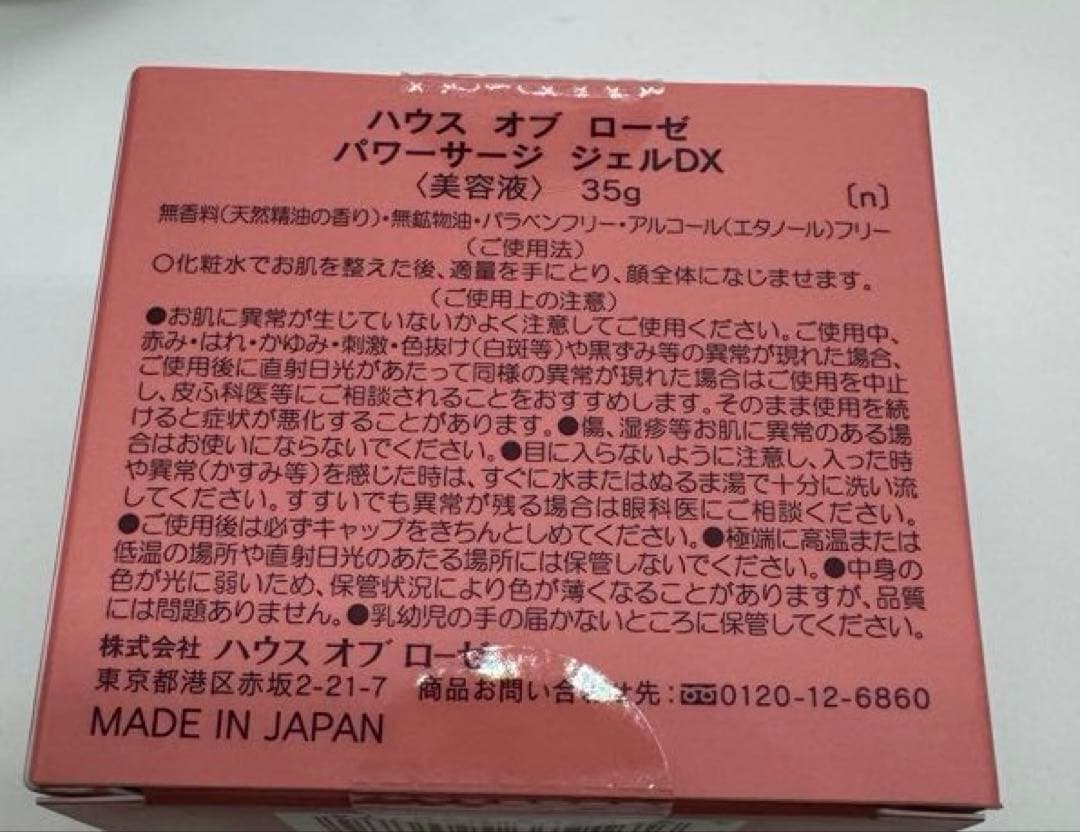 ハウス オブ ローゼ
パワーサージ ジェルDX
〈美容液〉 35g 〔n〕
無香料(天然精油の香り)・無鉱物油・パラベンフリー・アルコール(エタノール)フリー
(ご使用法)
○化粧水でお肌を整えた後、適量を手にとり、顔全体になじませます。
(ご使用上の注意)
●お肌に異常が生じていないかよく注意してご使用ください。ご使用中、
赤み・はれ・かゆみ・刺激・色抜け(白斑等)や黒ずみ等の異常が現れた場合、
ご使用後に直射日光があたって同様の異常が現れた場合はご使用を中止
し、皮ふ科医等にご相談されることをおすすめします。そのまま使用を続
けると症状が悪化することがあります。●傷、湿疹等お肌に異常のある場
合はお使いにならないでください。●目に入らないように注意し、入った時
や異常(かすみ等)を感じた時は、すぐに水またはぬるま湯で十分に洗い流
してください。すすいでも異常が残る場合は眼科医にご相談ください。
●ご使用後は必ずキャップをきちんとしめてください。●極端に高温または
低温の場所や直射日光のあたる場所には保管しないでください。●中身の
色が光に弱いため、保管状況により色が薄くなることがありますが、品質
には問題ありません。●乳幼児の手の届かないところに保管してください。
株式会社 ハウス オブ ローゼ
東京都港区赤坂2-21-7 商品お問い合わせ先:0120-12-6860
MADE IN JAPAN